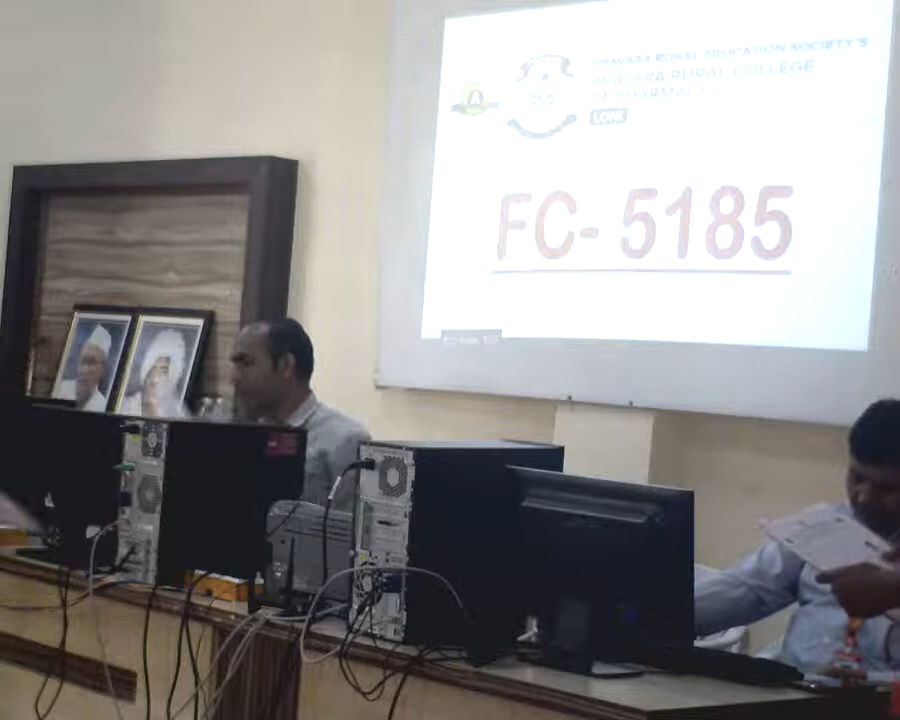 PRAVARA RURAL EDUCATION SOCIETY'S
PRAVARA RURAL COLLEGE
OF PHARMACY
LONI
FC- 5185